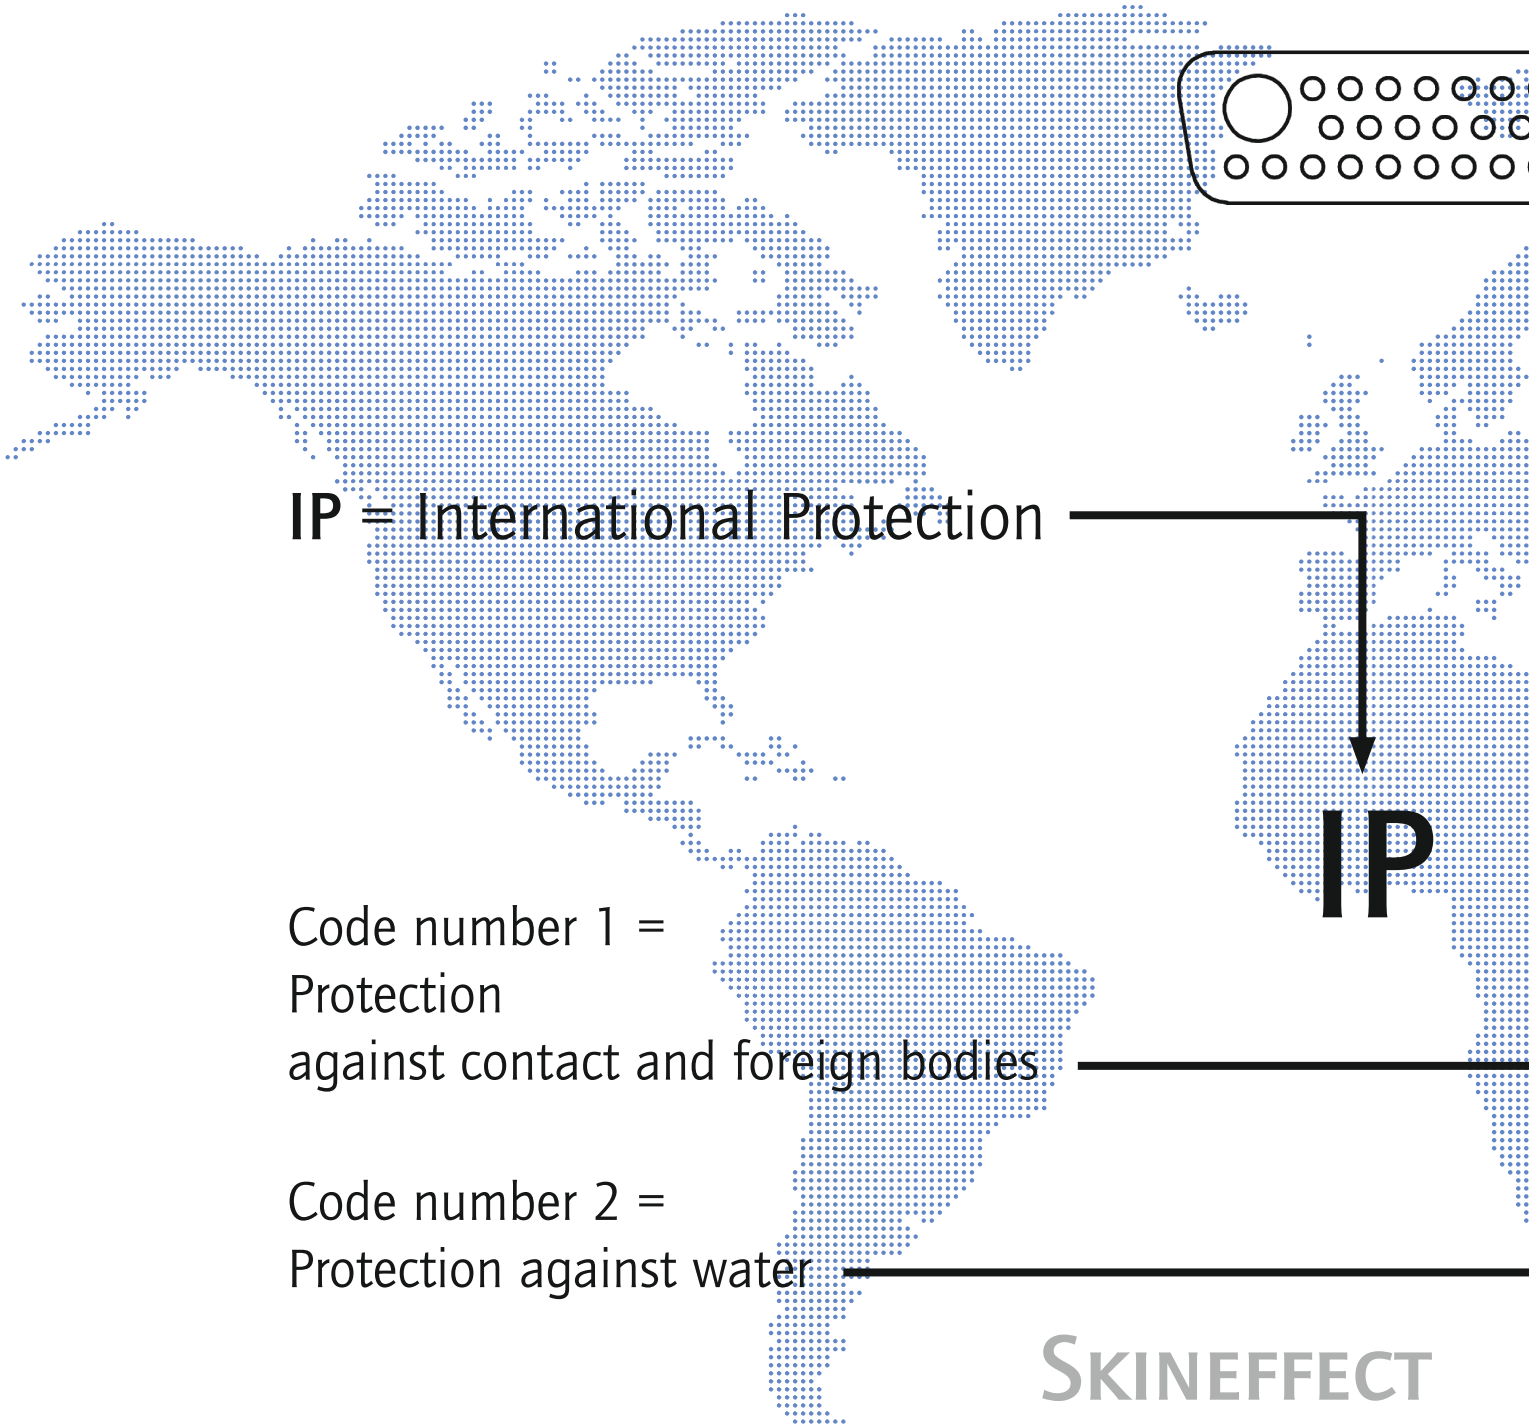 IP = International Protection
IP
Code number 1 =
Protection
against contact and foreign bodies
Code number 2 =
Protection against water
SKINEFFECT